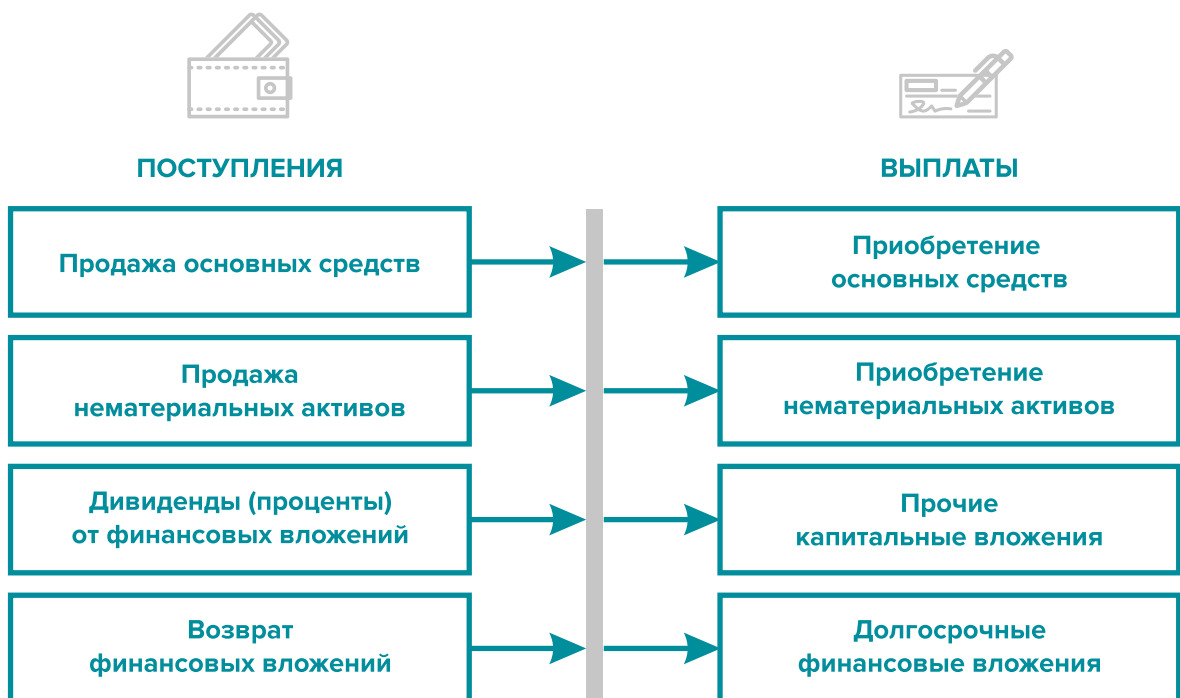 ПОСТУПЛЕНИЯ
Продажа основных средств
Продажа
нематериальных активов
Дивиденды (проценты)
от финансовых вложений
Возврат
финансовых вложений
ВЫПЛАТЫ
Приобретение
основных средств
Приобретение
нематериальных активов
Прочие
капитальные вложения
Долгосрочные
финансовые вложения